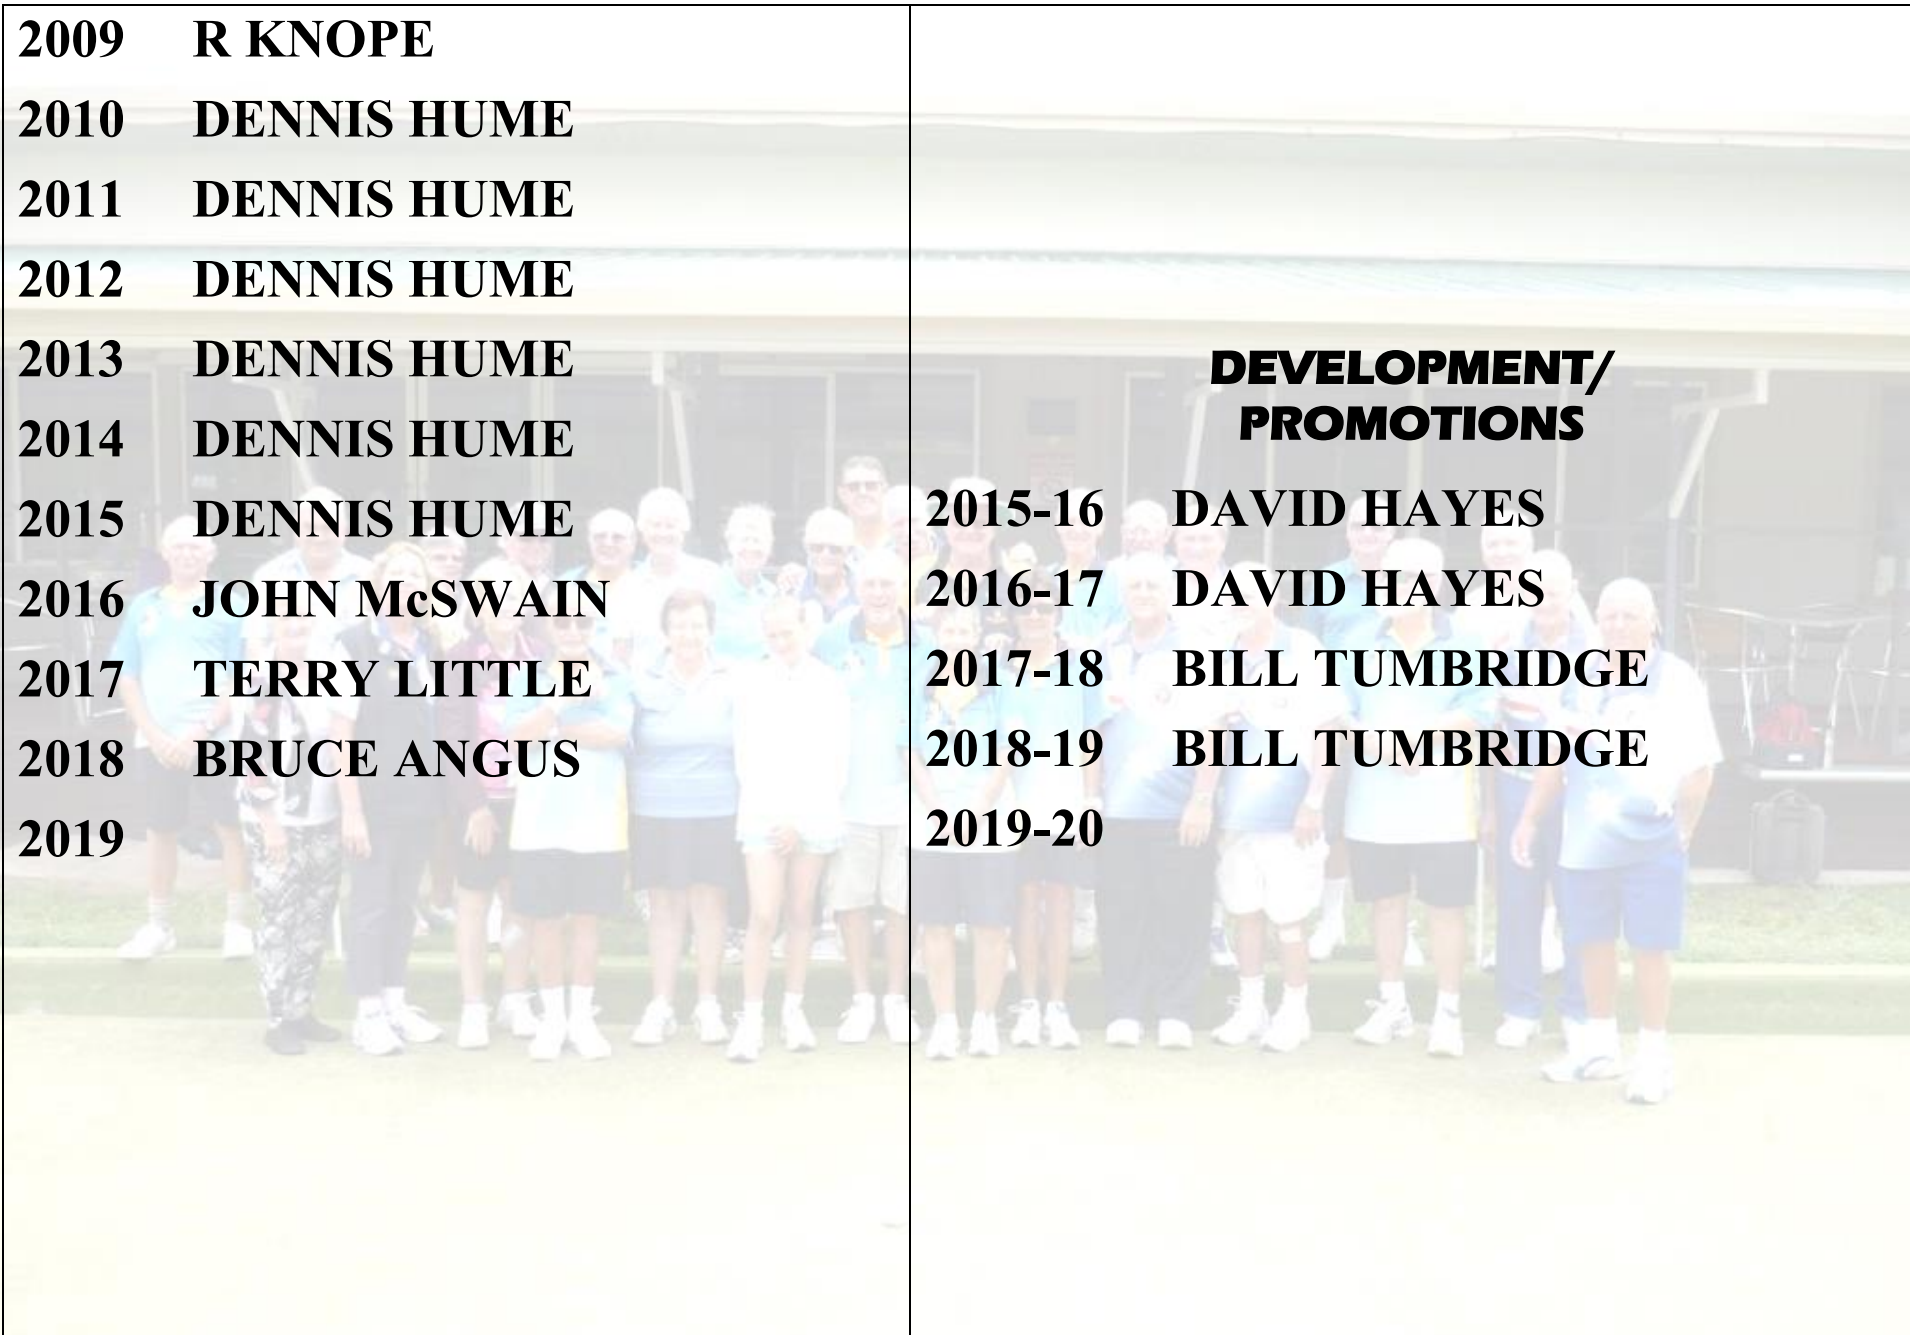 2009 R KNOPE
2010 DENNIS HUME
2011 DENNIS HUME
2012 DENNIS HUME
2013 DENNIS HUME
2014 DENNIS HUME
2015 DENNIS HUME
2016 JOHN McSWAIN
2017 TERRY LITTLE
2018 BRUCE ANGUS
2019
DEVELOPMENT/
PROMOTIONS
2015-16 DAVID HAYES
2016-17 DAVID HAYES
2017-18 BILL TUMBRIDGE
2018-19 BILL TUMBRIDGE
2019-20